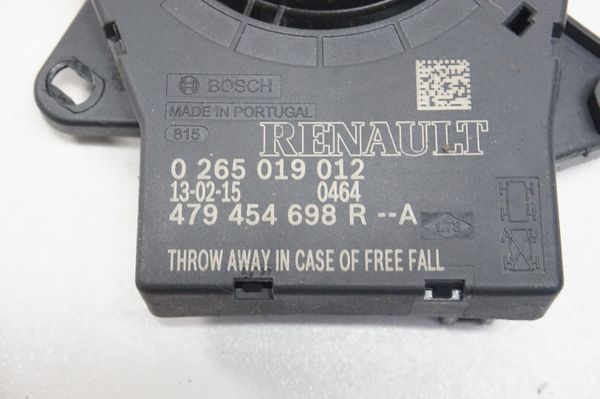 BOSCH
MADE IN PORTUGAL
815
RENAULT
0 265 019 012
13-02-15 0464
479 454 698 R --A
L78
THROW AWAY IN CASE OF FREE FALL